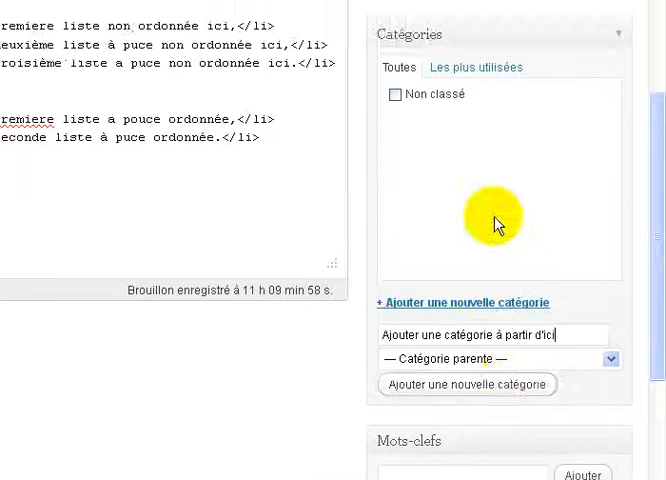 remiere liste non ordonnée ici,</li>
euxième liste à puce non ordonnée ici,</li>
roisième liste a puce non ordonnée ici.</li>
remiere liste a pouce ordonnée,</li>
econde liste à puce ordonnée.</li>
Brouillon enregistré à 11 h 09 min 58 s.
Catégories
Toutes Les plus utilisées
Non classé
+ Ajouter une nouvelle catégorie
Ajouter une catégorie à partir d'ici
— Catégorie parente —
Ajouter une nouvelle catégorie
Mots-clefs
Ajouter